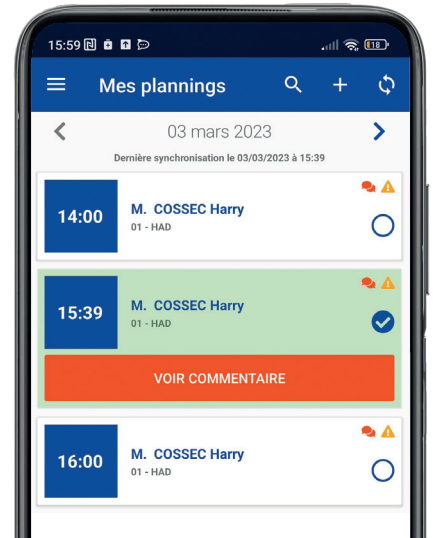 15:59
18
Mes plannings
03 mars 2023
Dernière synchronisation le 03/03/2023 à 15:39
14:00
M. COSSEC Harry
01 - HAD
15:39
M. COSSEC Harry
01 - HAD
VOIR COMMENTAIRE
16:00
M. COSSEC Harry
01 - HAD